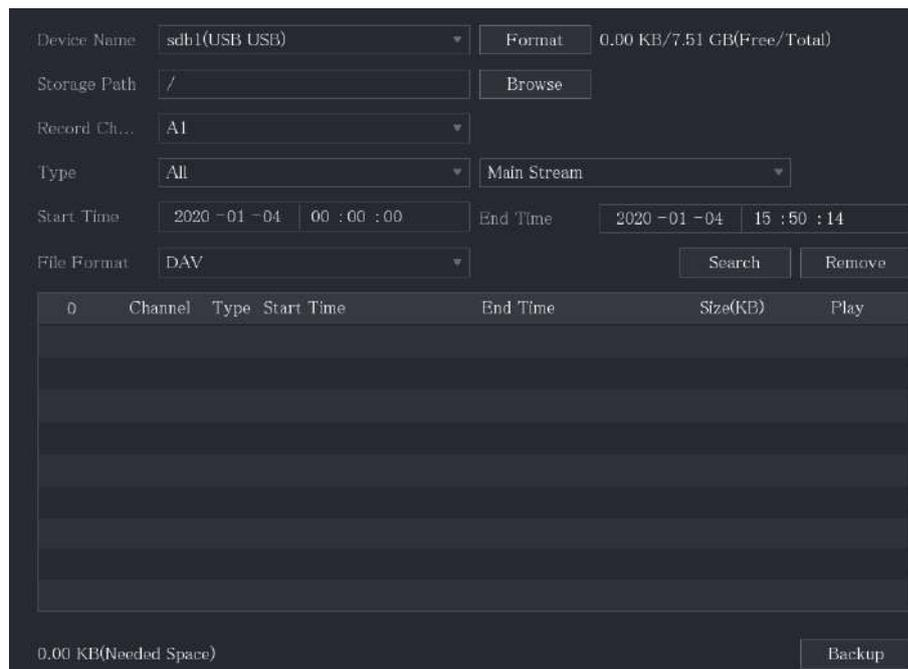 Device Name sdb1(USB USB) Format 0.00 KB/7.51 GB(Free/Total)
Storage Path / Browse
Record Ch... A1
Type All Main Stream
Start Time 2020 -01 -04 00 :00 :00 End Time 2020 -01 -04 15 :50 :14
File Format DAV Search Remove
0 Channel Type Start Time End Time Size(KB) Play
0.00 KB(Needed Space) Backup